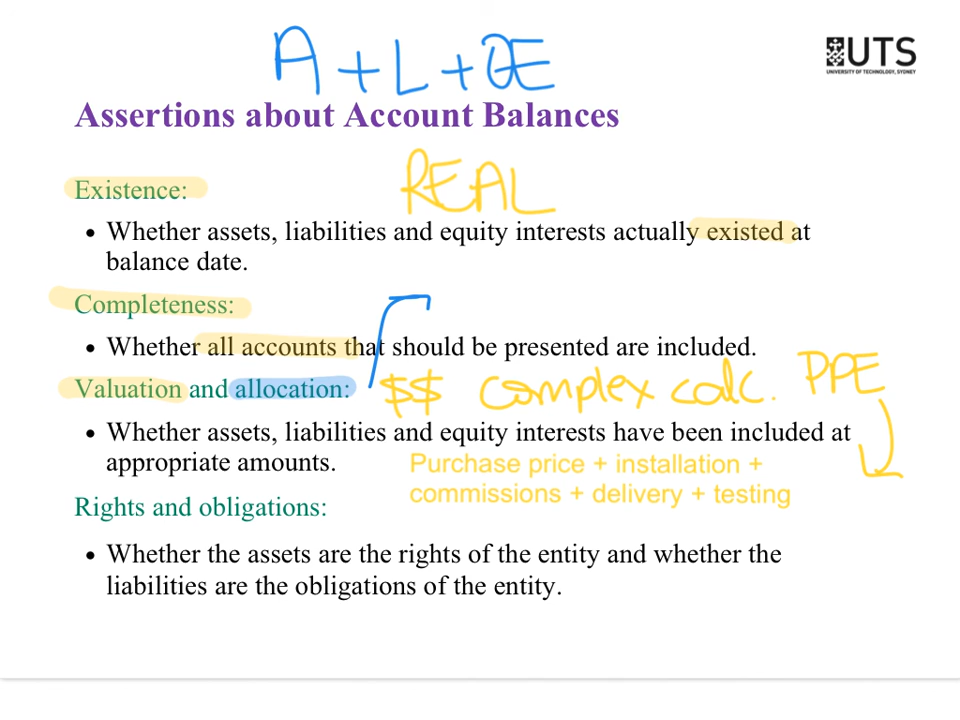 A + L + OE
UTS
UNIVERSITY OF TECHNOLOGY, SYDNEY
Assertions about Account Balances
REAL
Existence:
• Whether assets, liabilities and equity interests actually existed at
balance date.
Completeness:
• Whether all accounts that should be presented are included.
Valuation and allocation: $$ complex calc. PPE
• Whether assets, liabilities and equity interests have been included at
appropriate amounts.
Purchase price + installation +
commissions + delivery + testing
Rights and obligations:
• Whether the assets are the rights of the entity and whether the
liabilities are the obligations of the entity.